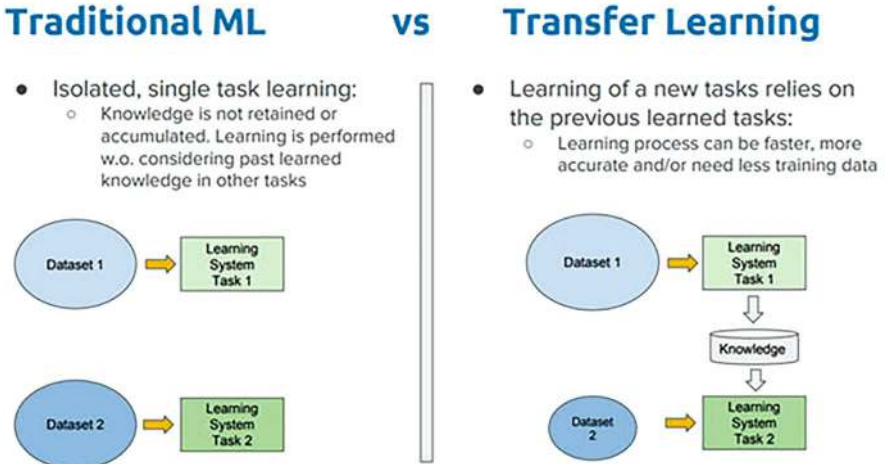 Traditional ML vs Transfer Learning
• Isolated, single task learning:
○ Knowledge is not retained or
accumulated. Learning is performed
w.o. considering past learned
knowledge in other tasks
Dataset 1
Learning
System
Task 1
Dataset 2
Learning
System
Task 2
• Learning of a new tasks relies on
the previous learned tasks:
○ Learning process can be faster, more
accurate and/or need less training data
Dataset 1
Learning
System
Task 1
Knowledge
Dataset
2
Learning
System
Task 2